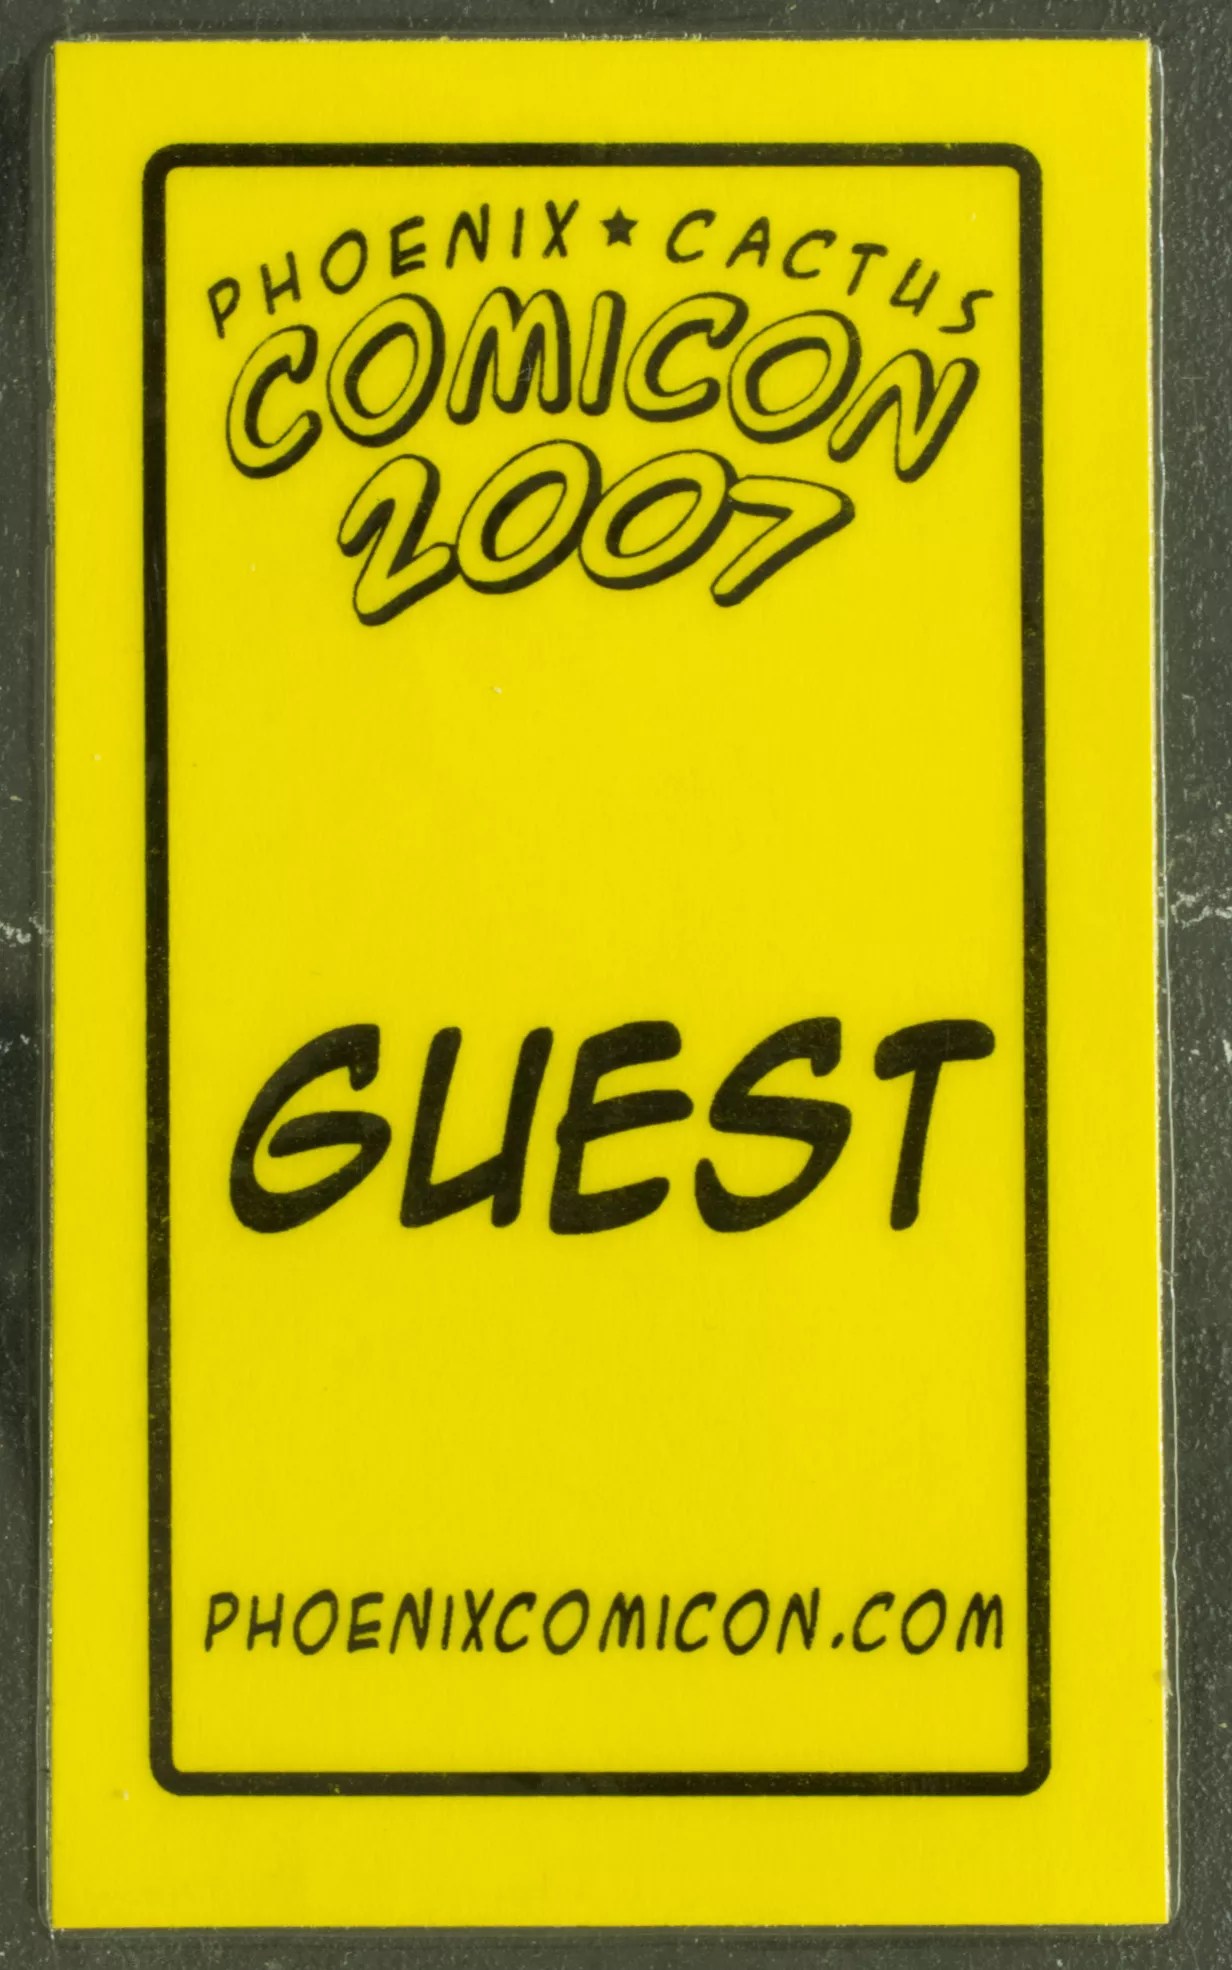 PHOENIX ★ CACTUS
COMICON
2007
GUEST
PHOENIXCOMICON.COM